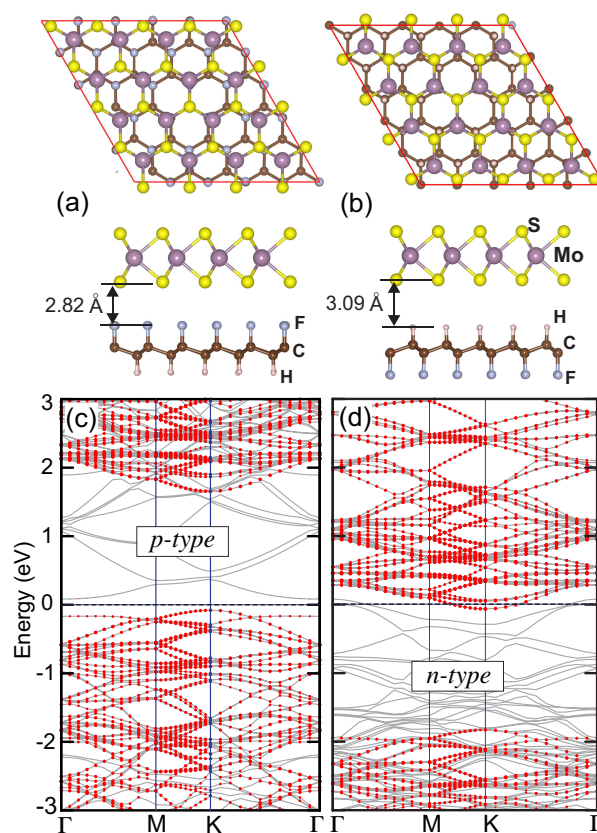 (a)
(b)
S
Mo
2.82 Å
3.09 Å
F
C
H
H
C
F
(c)
(d)
3
2
1
0
-1
-2
-3
Energy (eV)
p-type
n-type
Γ
M
K
Γ
M
K